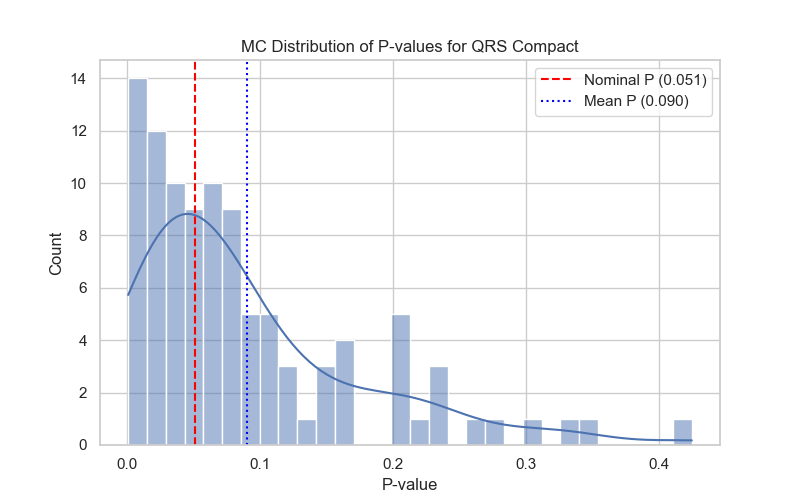 MC Distribution of P-values for QRS Compact
Nominal P (0.051)
Mean P (0.090)
Count
14
12
10
8
6
4
2
0
0.0 0.1 0.2 0.3 0.4
P-value